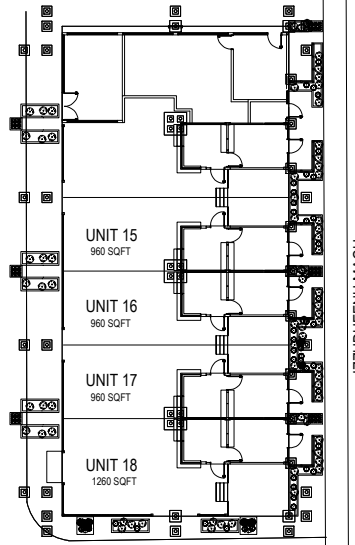 UNIT 15
960 SQFT
UNIT 16
960 SQFT
UNIT 17
960 SQFT
UNIT 18
1260 SQFT